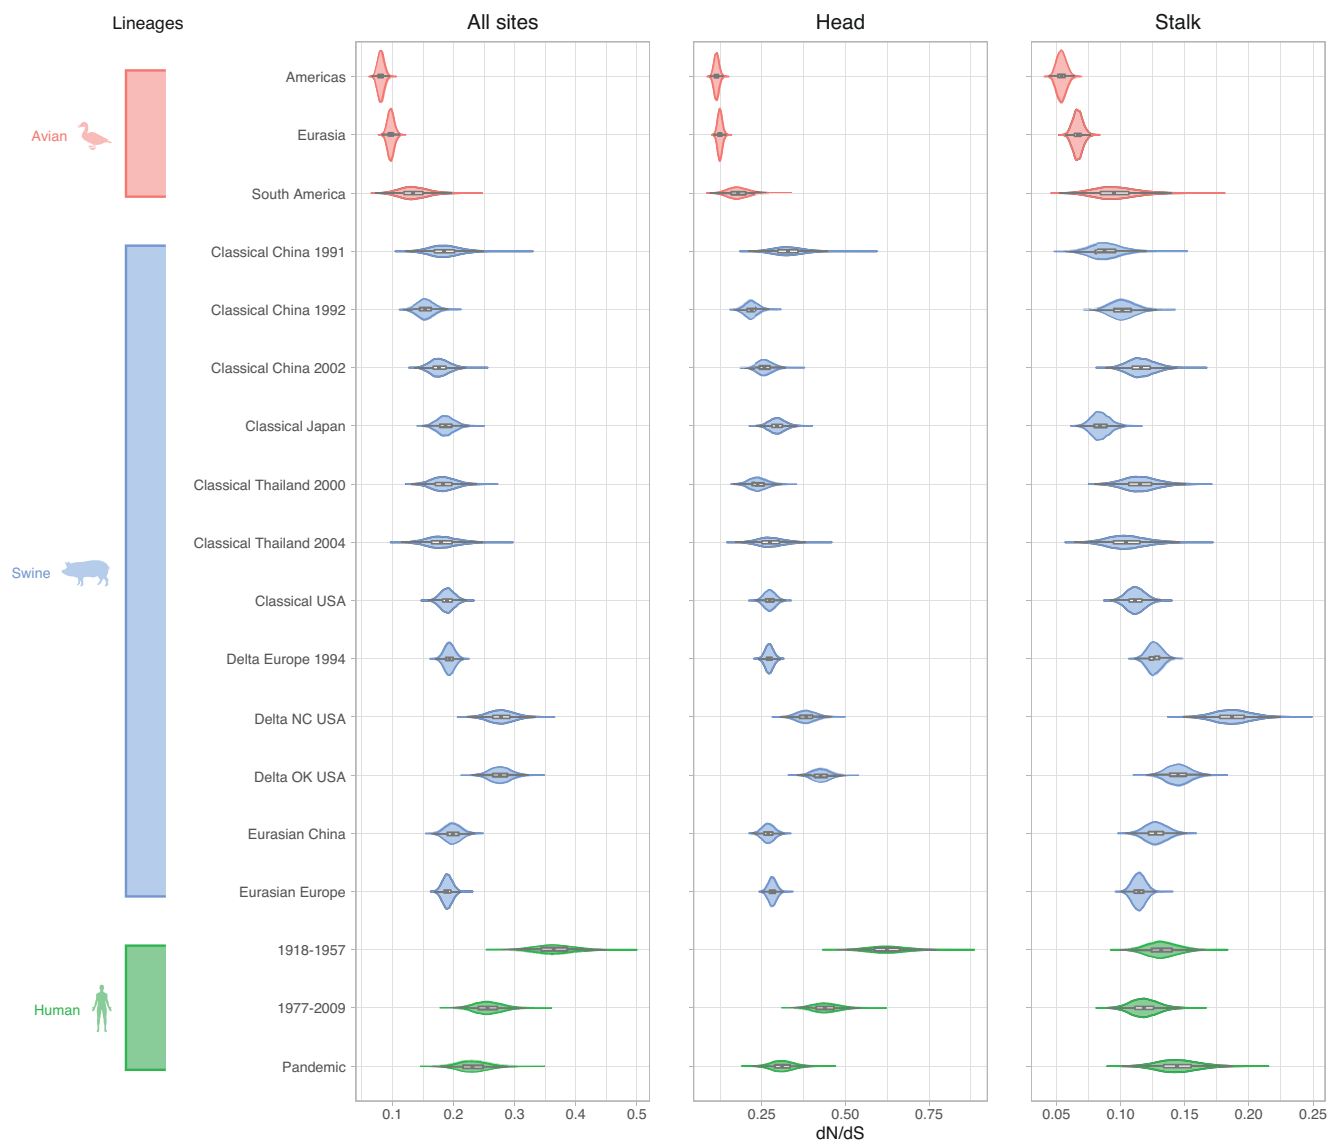 Lineages
All sites
Head
Stalk
Avian
Americas
Eurasia
South America
Swine
Classical China 1991
Classical China 1992
Classical China 2002
Classical Japan
Classical Thailand 2000
Classical Thailand 2004
Classical USA
Delta Europe 1994
Delta NC USA
Delta OK USA
Eurasian China
Eurasian Europe
Human
1918-1957
1977-2009
Pandemic
0.1 0.2 0.3 0.4 0.5
0.25 0.50 0.75
0.05 0.10 0.15 0.20 0.25
dN/dS